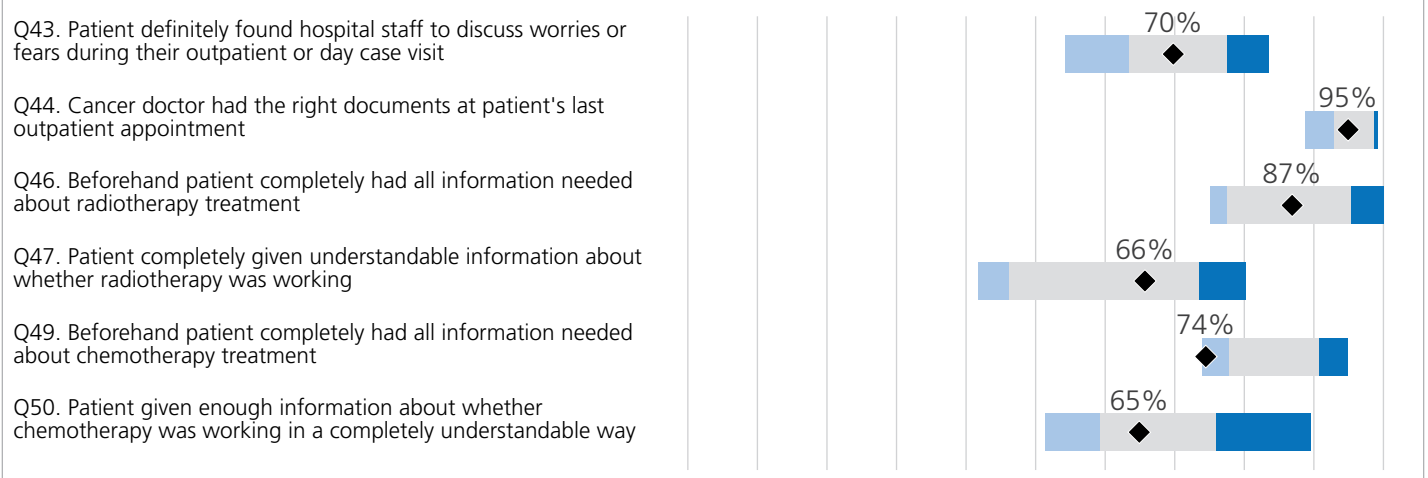 Q43. Patient definitely found hospital staff to discuss worries or
fears during their outpatient or day case visit
70%
Q44. Cancer doctor had the right documents at patient's last
outpatient appointment
95%
Q46. Beforehand patient completely had all information needed
about radiotherapy treatment
87%
Q47. Patient completely given understandable information about
whether radiotherapy was working
66%
Q49. Beforehand patient completely had all information needed
about chemotherapy treatment
74%
Q50. Patient given enough information about whether
chemotherapy was working in a completely understandable way
65%